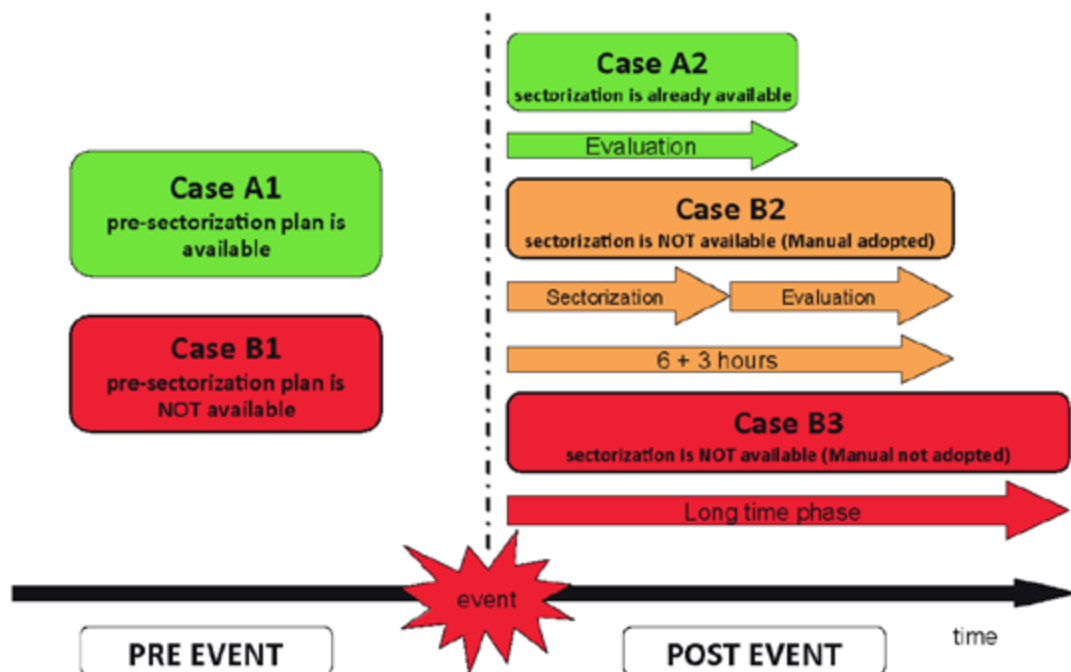 Case A2
sectorization is already available
Evaluation
Case A1
pre-sectorization plan is
available
Case B2
sectorization is NOT available (Manual adopted)
Sectorization
Evaluation
6 + 3 hours
Case B1
pre-sectorization plan is
NOT available
Case B3
sectorization is NOT available (Manual not adopted)
Long time phase
event
PRE EVENT
POST EVENT
time